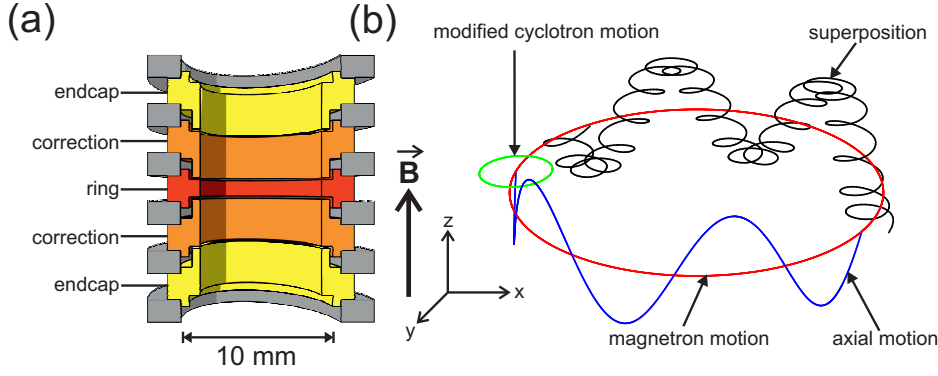 (a)
endcap
correction
ring
correction
endcap
10 mm
B
(b)
modified cyclotron motion
superposition
z
x
y
magnetron motion
axial motion